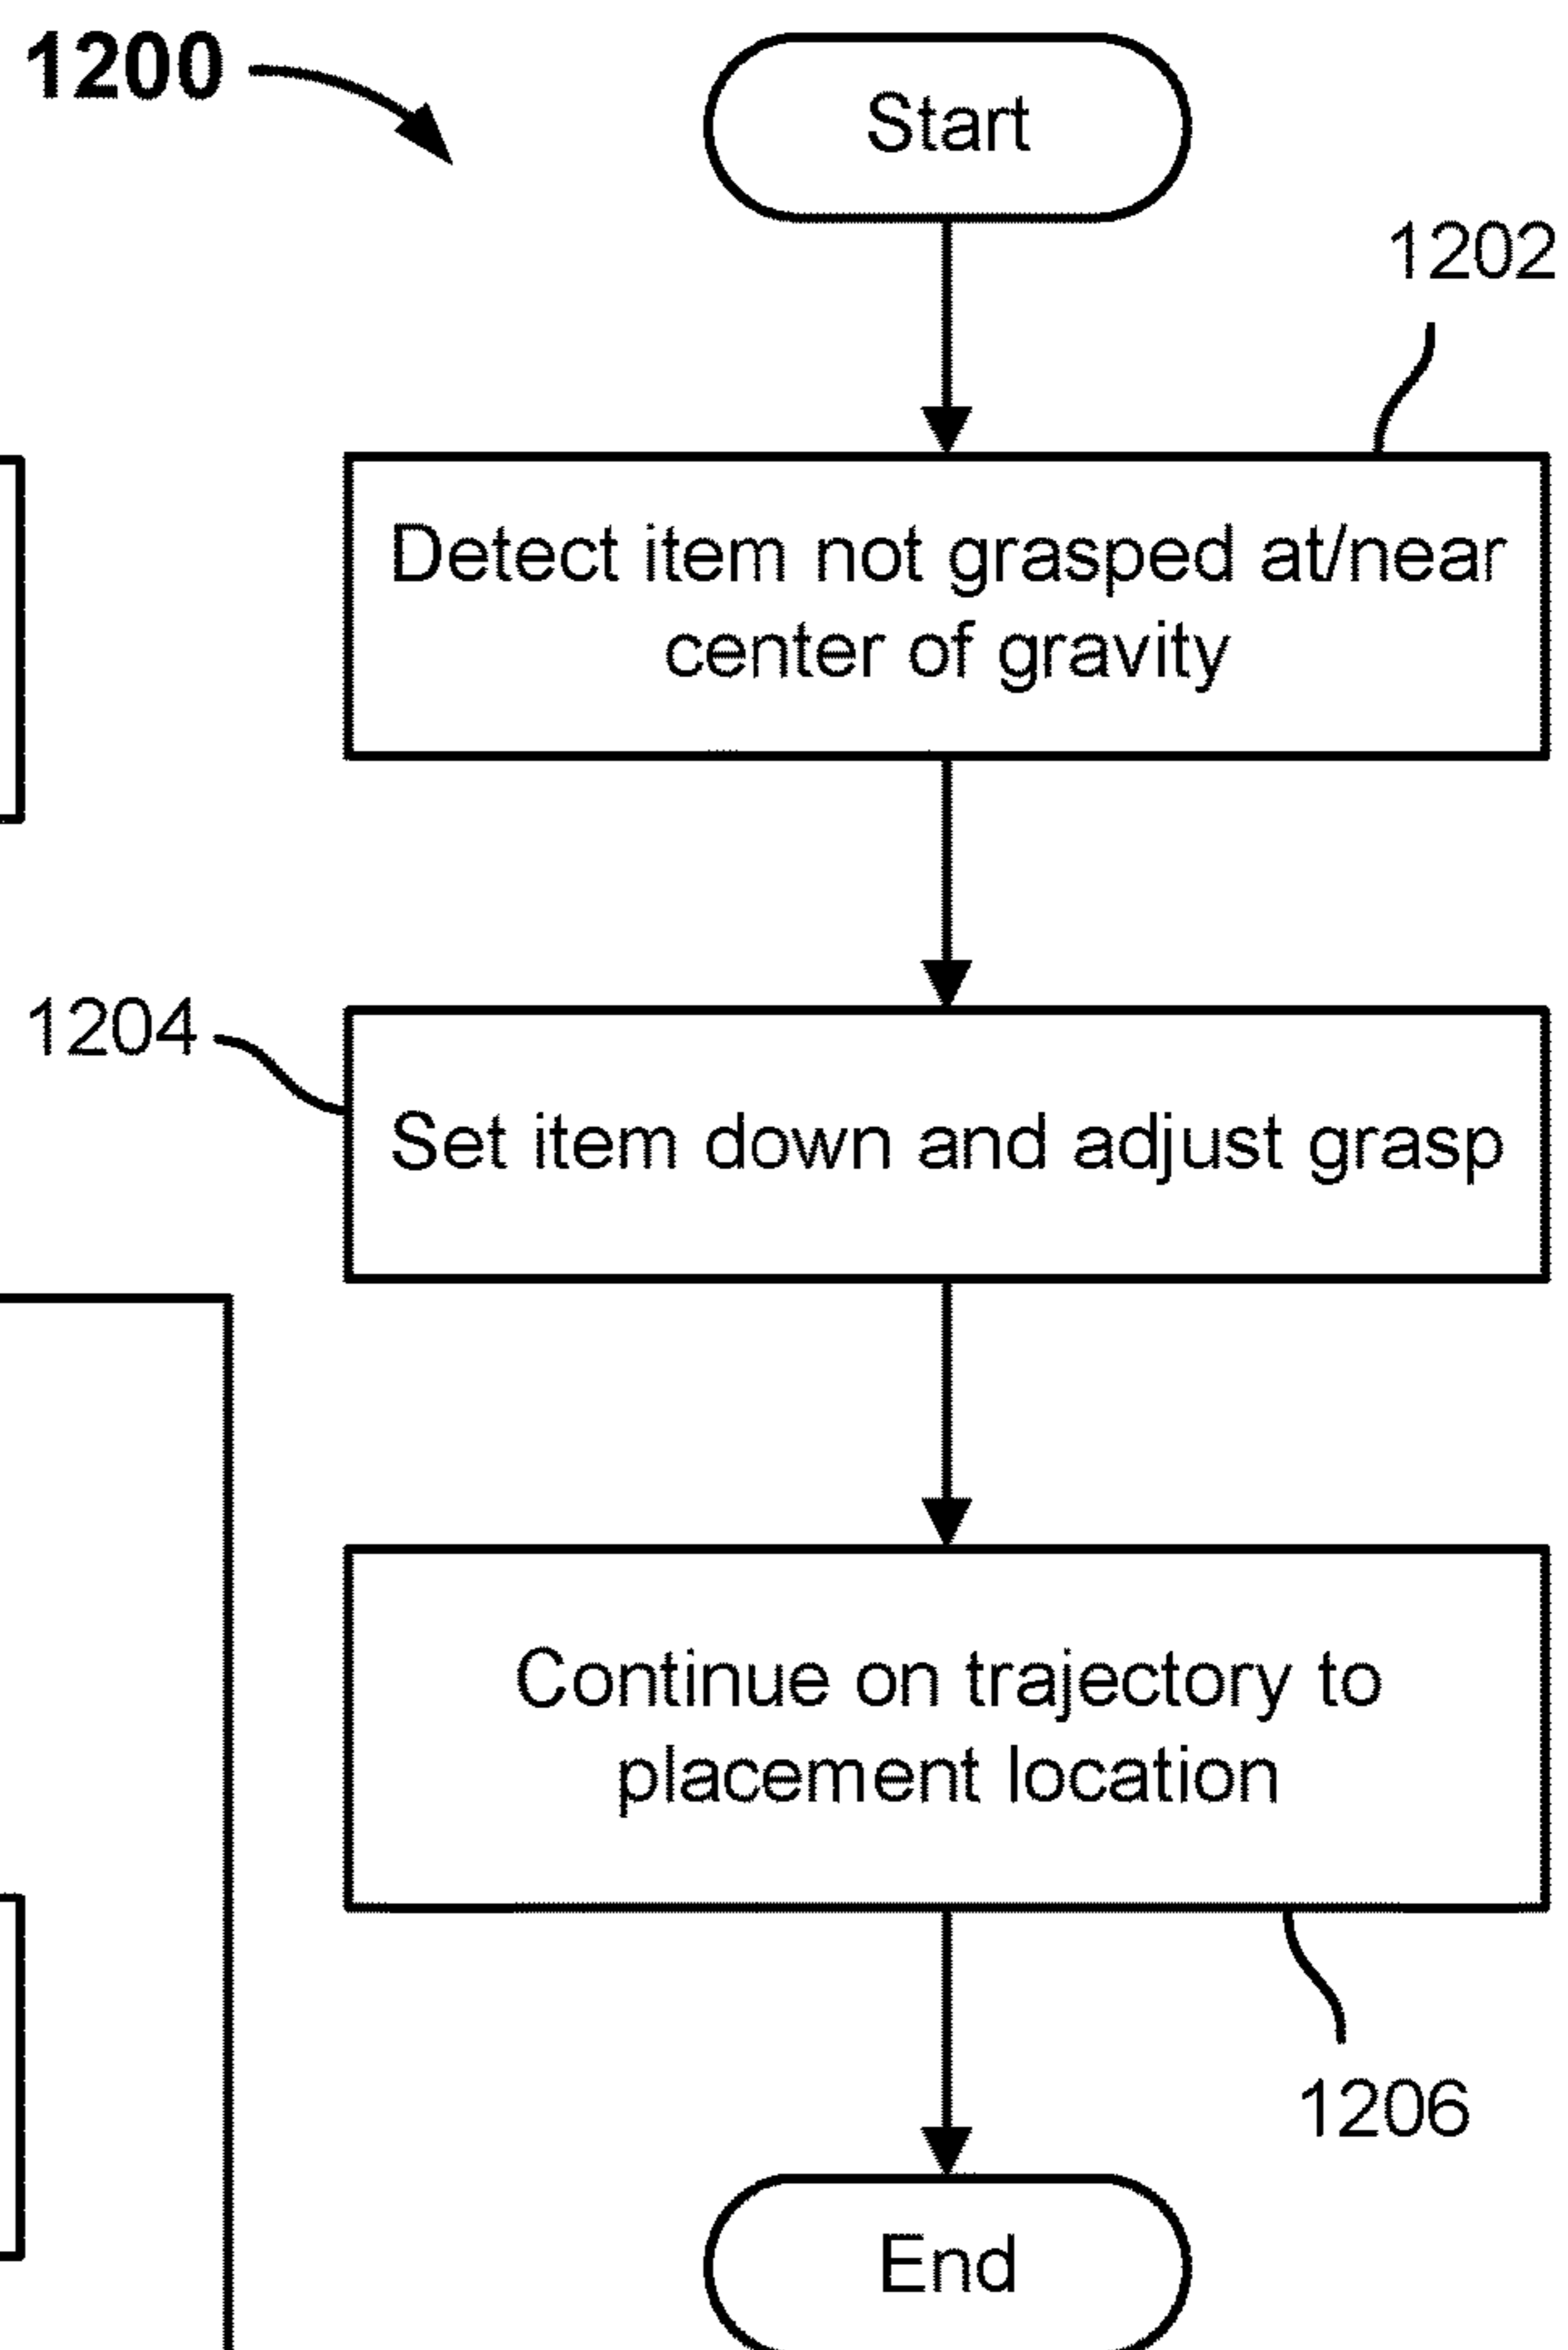 1200
Start
1202
Detect item not grasped at/near
center of gravity
1204
Set item down and adjust grasp
Continue on trajectory to
placement location
1206
End